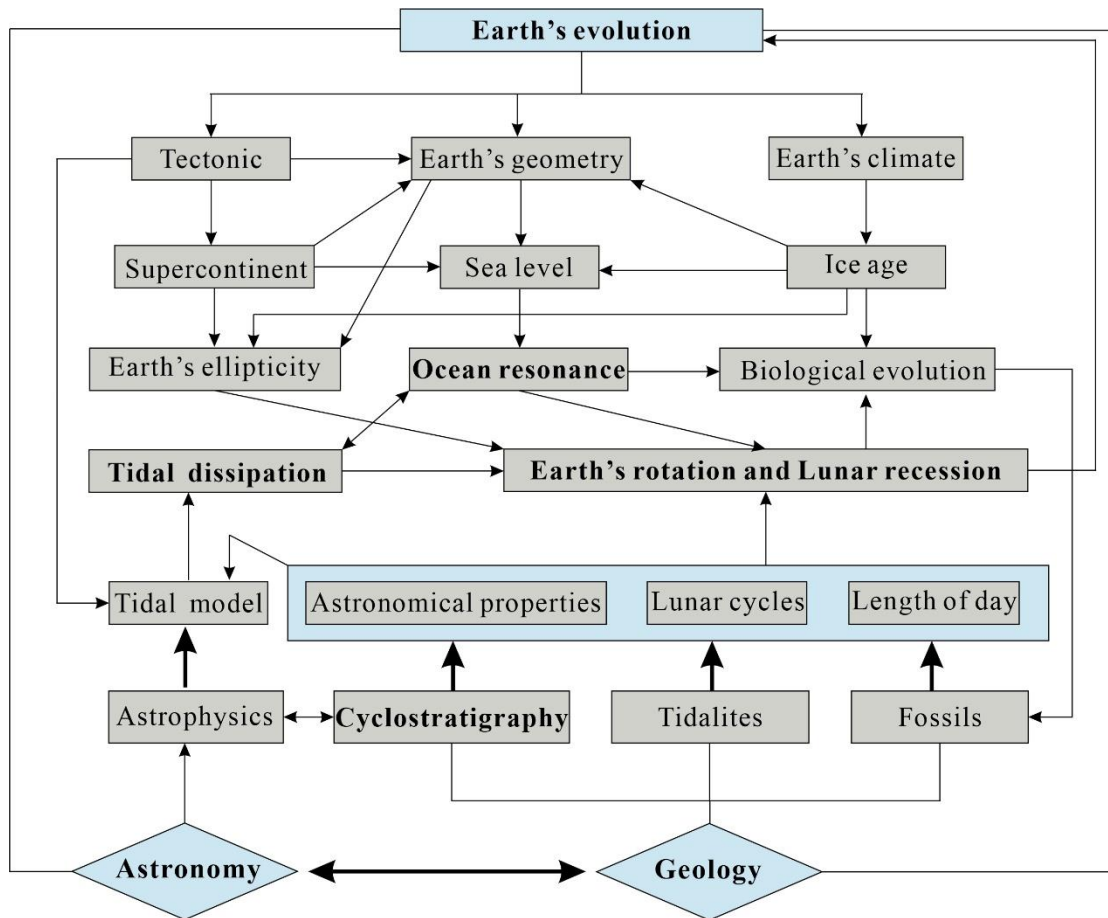 Earth's evolution
Tectonic
Earth's geometry
Earth's climate
Supercontinent
Sea level
Ice age
Earth's ellipticity
Ocean resonance
Biological evolution
Tidal dissipation
Earth's rotation and Lunar recession
Tidal model
Astronomical properties
Lunar cycles
Length of day
Astrophysics
Cyclostratigraphy
Tidalites
Fossils
Astronomy
Geology